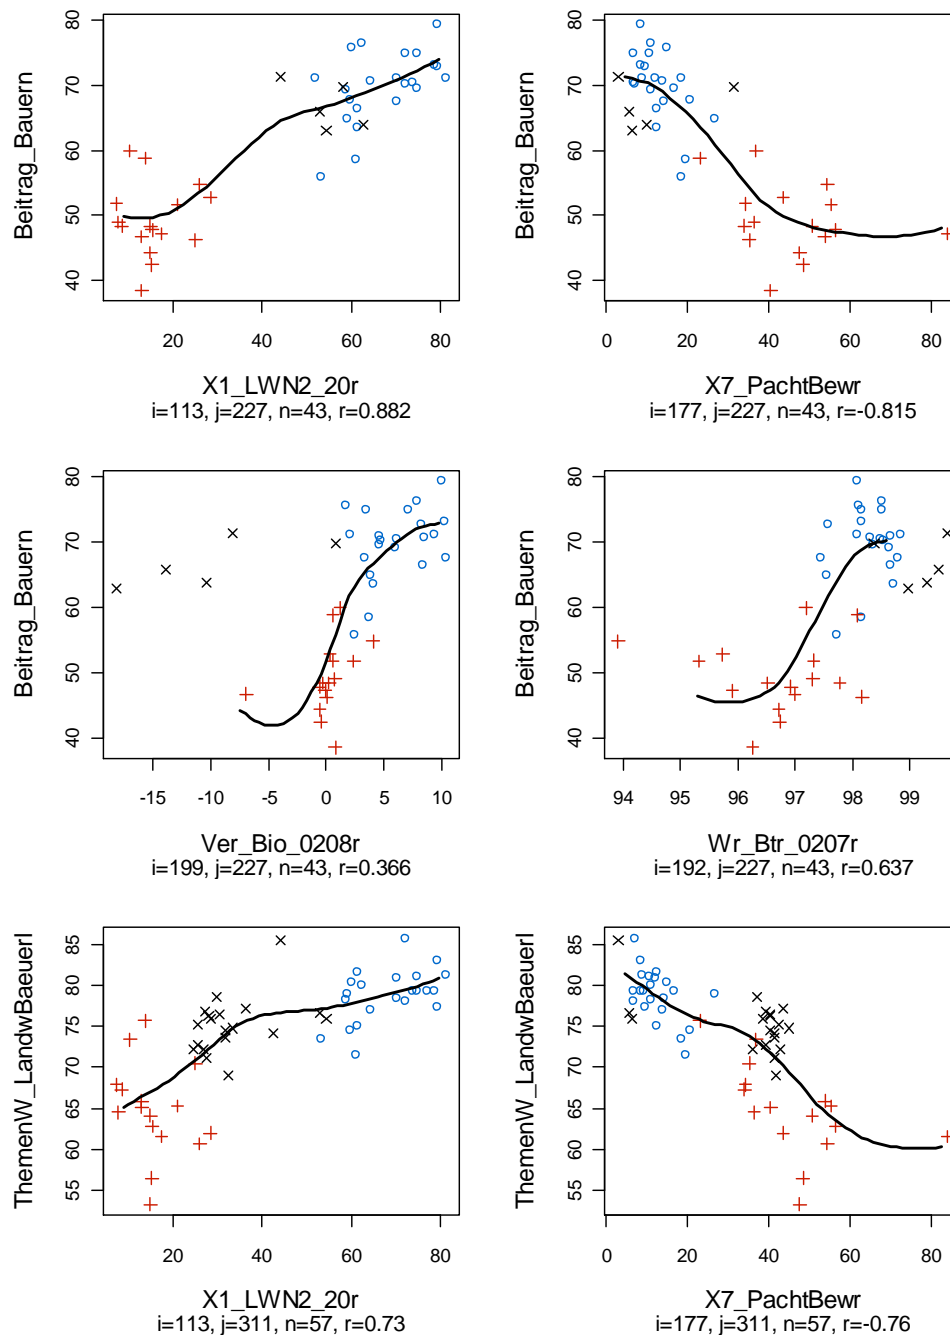 80
70
60
50
40
Beitrag_Bauern
20 40 60 80
X1_LWN2_20r
i=113, j=227, n=43, r=0.882
80
70
60
50
40
Beitrag_Bauern
0 20 40 60 80
X7_PachtBewr
i=177, j=227, n=43, r=-0.815
80
70
60
50
40
Beitrag_Bauern
-15 -10 -5 0 5 10
Ver_Bio_0208r
i=199, j=227, n=43, r=0.366
80
70
60
50
40
Beitrag_Bauern
94 95 96 97 98 99
Wr_Btr_0207r
i=192, j=227, n=43, r=0.637
85
80
75
70
65
60
55
ThemenW_LandwBaeuerl
20 40 60 80
X1_LWN2_20r
i=113, j=311, n=57, r=0.73
85
80
75
70
65
60
55
ThemenW_LandwBaeuerl
0 20 40 60 80
X7_PachtBewr
i=177, j=311, n=57, r=-0.76